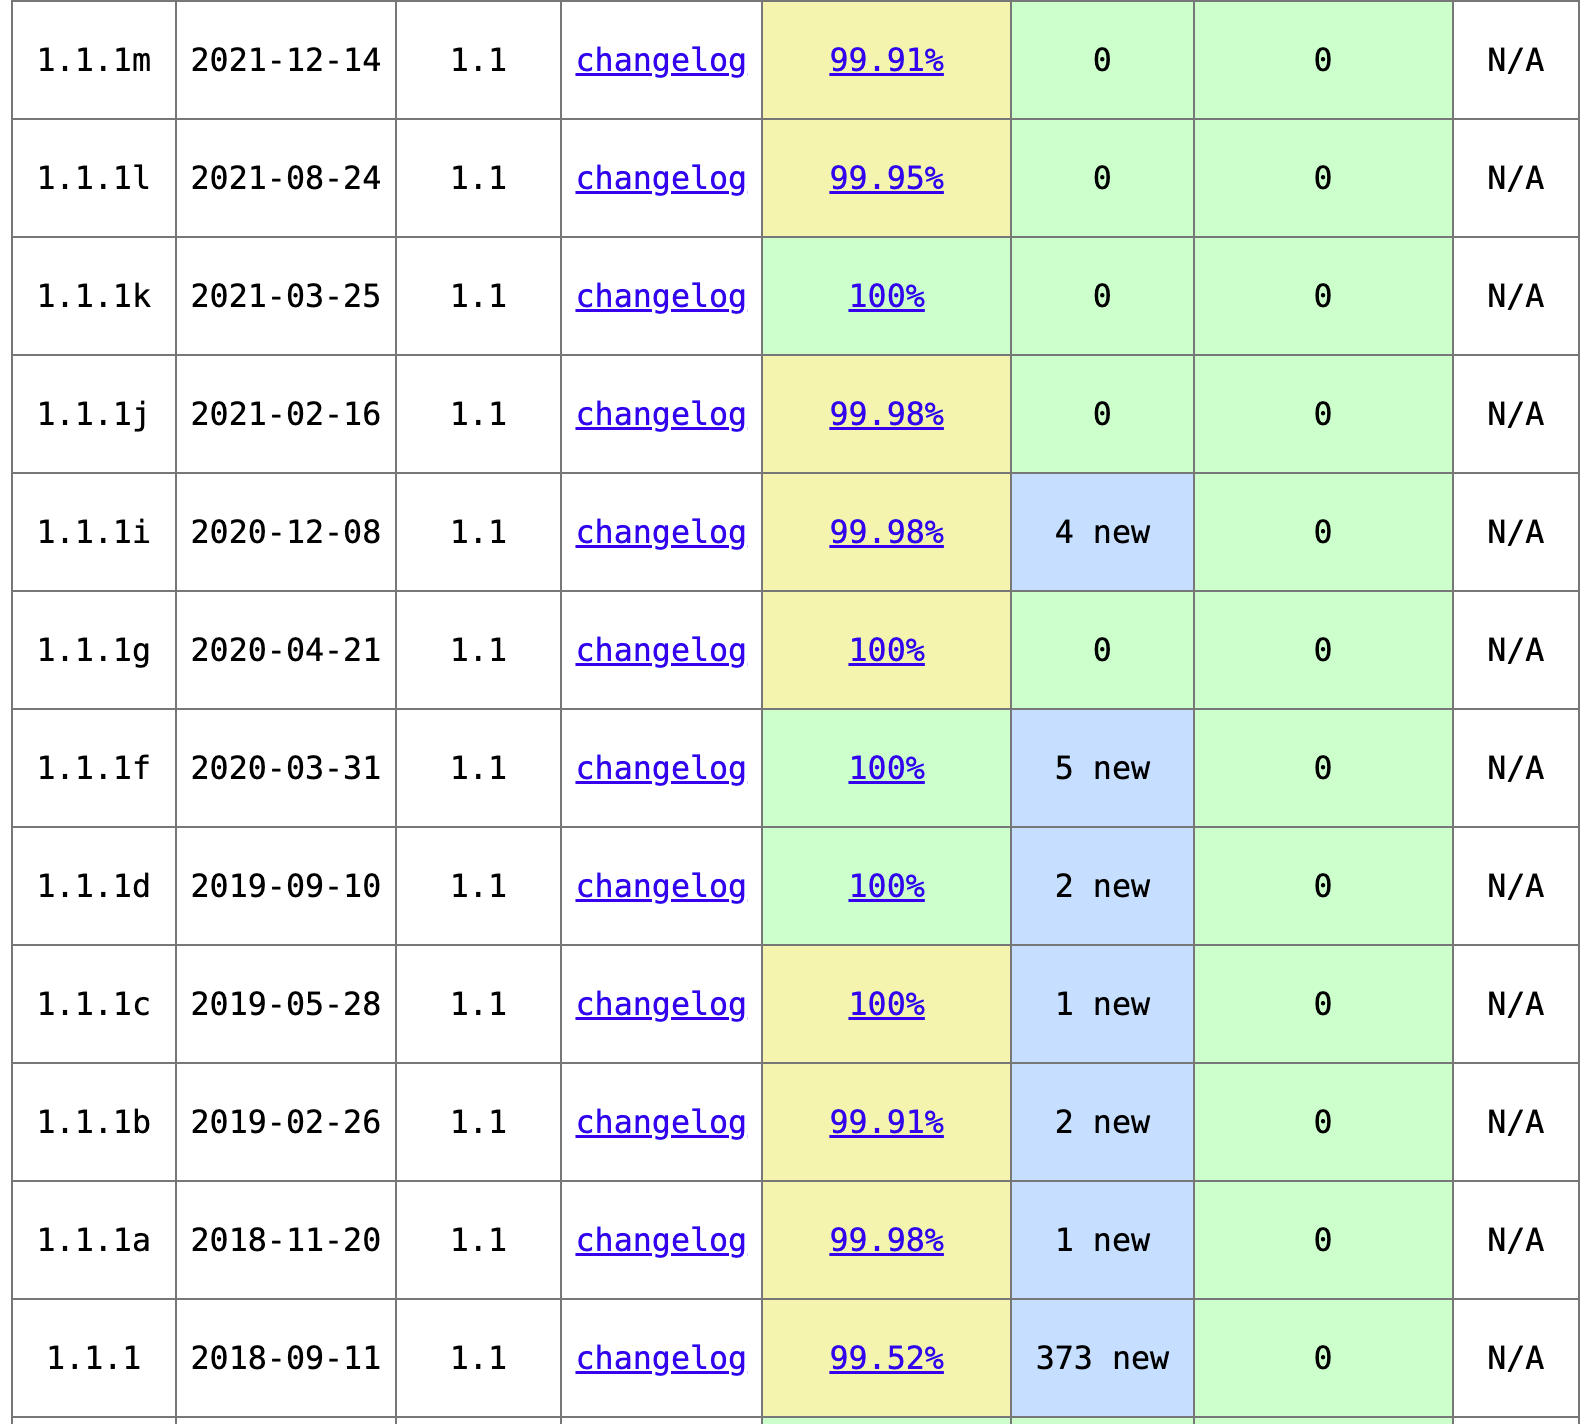 1.1.1m 2021-12-14 1.1 changelog 99.91% 0 0 N/A
1.1.1l 2021-08-24 1.1 changelog 99.95% 0 0 N/A
1.1.1k 2021-03-25 1.1 changelog 100% 0 0 N/A
1.1.1j 2021-02-16 1.1 changelog 99.98% 0 0 N/A
1.1.1i 2020-12-08 1.1 changelog 99.98% 4 new 0 N/A
1.1.1g 2020-04-21 1.1 changelog 100% 0 0 N/A
1.1.1f 2020-03-31 1.1 changelog 100% 5 new 0 N/A
1.1.1d 2019-09-10 1.1 changelog 100% 2 new 0 N/A
1.1.1c 2019-05-28 1.1 changelog 100% 1 new 0 N/A
1.1.1b 2019-02-26 1.1 changelog 99.91% 2 new 0 N/A
1.1.1a 2018-11-20 1.1 changelog 99.98% 1 new 0 N/A
1.1.1 2018-09-11 1.1 changelog 99.52% 373 new 0 N/A